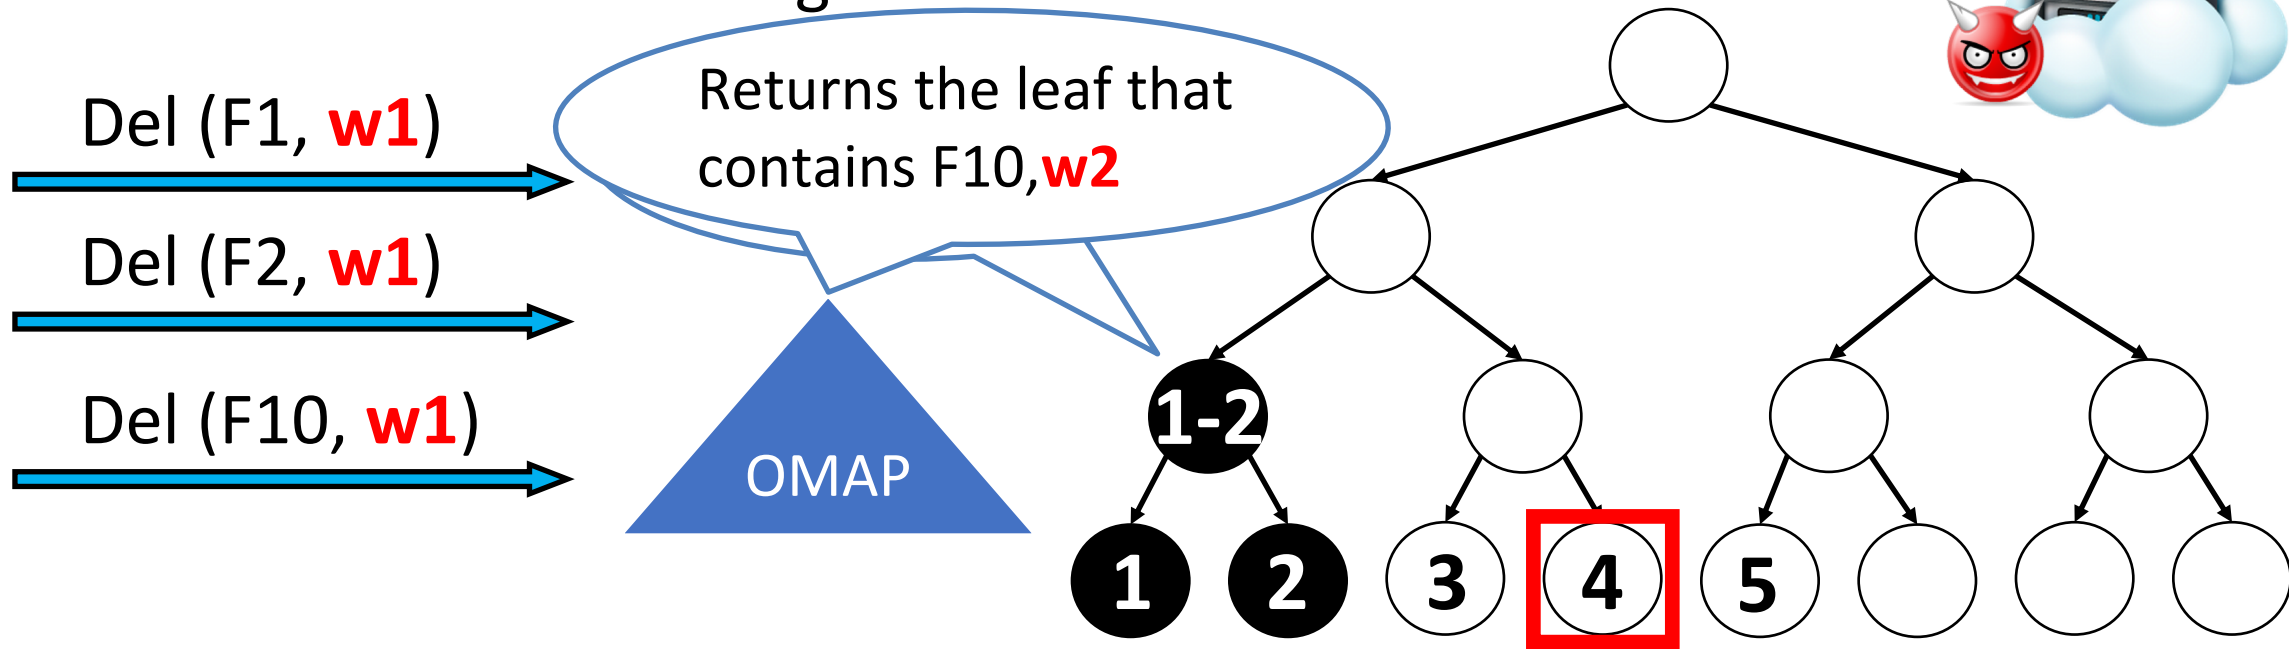 Returns the leaf that
contains F10,w2
Del (F1, w1)
Del (F2, w1)
Del (F10, w1)
OMAP
1-2
1
2
3
4
5